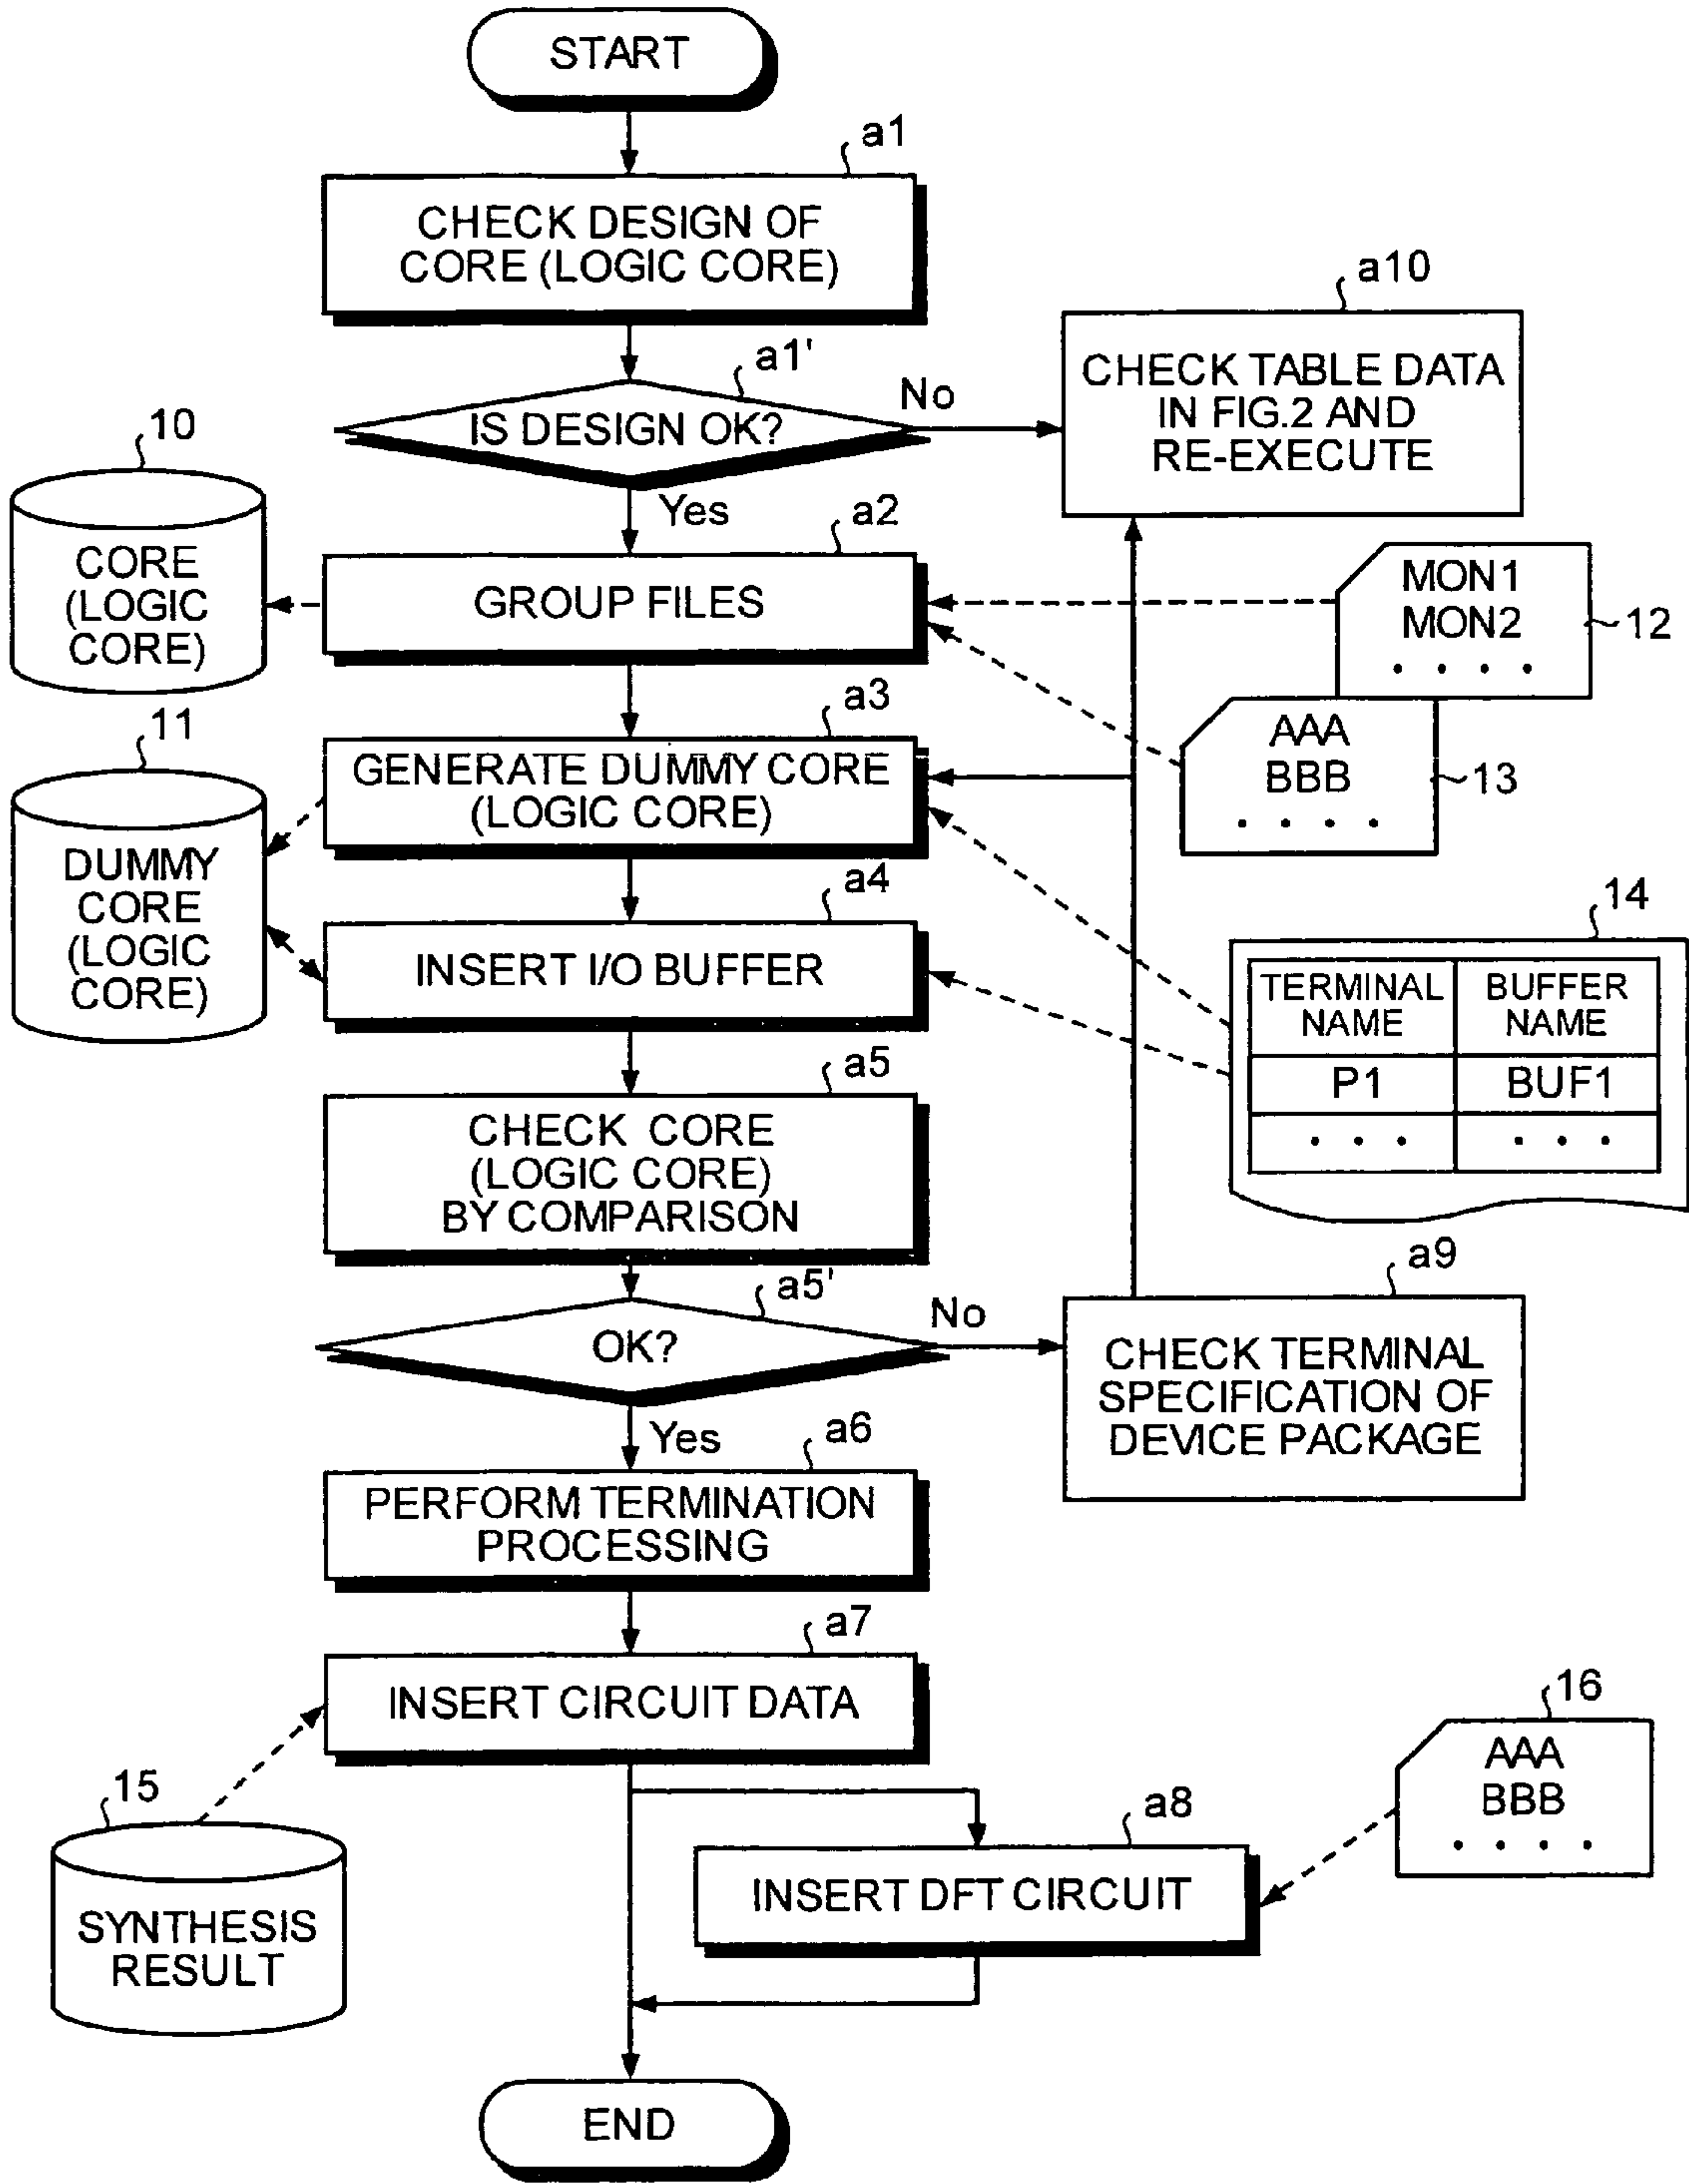 START
a1
CHECK DESIGN OF
CORE (LOGIC CORE)
a10
CHECK TABLE DATA
IN FIG.2 AND
RE-EXECUTE
a1'
IS DESIGN OK?
No
Yes
10
CORE
(LOGIC
CORE)
a2
GROUP FILES
MON1
MON2
. . . .
12
AAA
BBB
. . . .
13
11
DUMMY
CORE
(LOGIC
CORE)
a3
GENERATE DUMMY CORE
(LOGIC CORE)
a4
INSERT I/O BUFFER
14
TERMINAL NAME
BUFFER NAME
P1
BUF1
. . .
. . .
a5
CHECK CORE
(LOGIC CORE)
BY COMPARISON
a5'
OK?
No
Yes
a9
CHECK TERMINAL
SPECIFICATION OF
DEVICE PACKAGE
a6
PERFORM TERMINATION
PROCESSING
a7
INSERT CIRCUIT DATA
15
SYNTHESIS
RESULT
a8
INSERT DFT CIRCUIT
16
AAA
BBB
. . . .
END